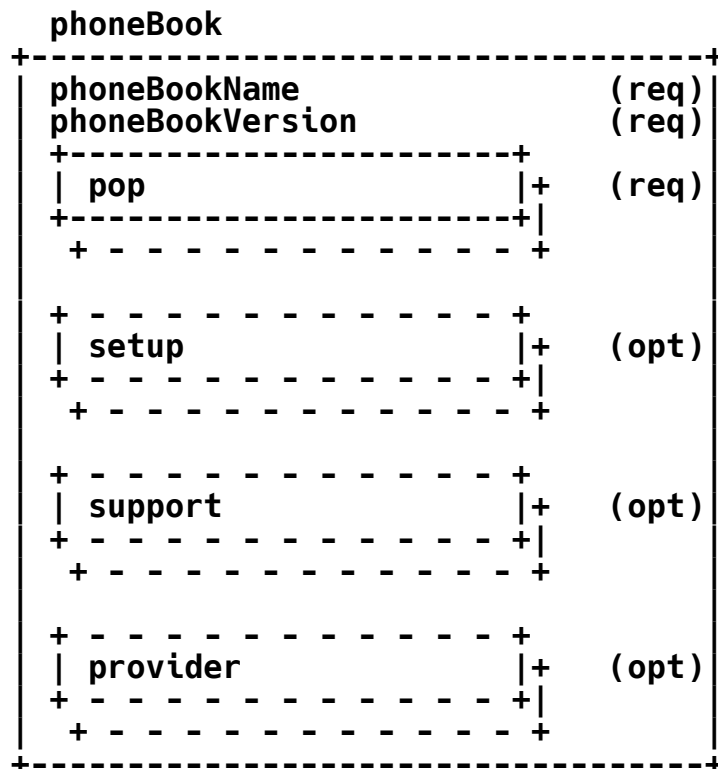 phoneBook
phoneBookName (req)
phoneBookVersion (req)
pop (req)
setup (opt)
support (opt)
provider (opt)